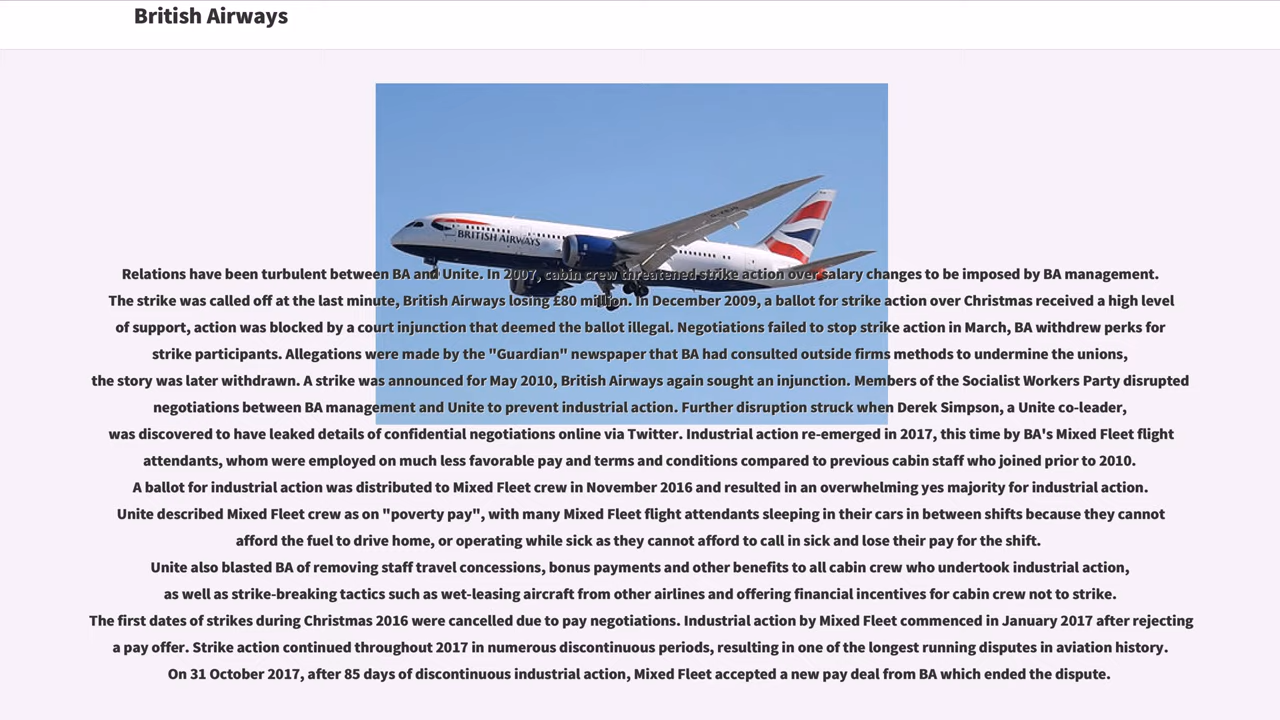 British Airways
BRITISH AIRWAYS
Relations have been turbulent between BA and Unite. In 2007, cabin crew threatened strike action over salary changes to be imposed by BA management.
The strike was called off at the last minute, British Airways losing £80 million. In December 2009, a ballot for strike action over Christmas received a high level
of support, action was blocked by a court injunction that deemed the ballot illegal. Negotiations failed to stop strike action in March, BA withdrew perks for
strike participants. Allegations were made by the "Guardian" newspaper that BA had consulted outside firms methods to undermine the unions,
the story was later withdrawn. A strike was announced for May 2010, British Airways again sought an injunction. Members of the Socialist Workers Party disrupted
negotiations between BA management and Unite to prevent industrial action. Further disruption struck when Derek Simpson, a Unite co-leader,
was discovered to have leaked details of confidential negotiations online via Twitter. Industrial action re-emerged in 2017, this time by BA's Mixed Fleet flight
attendants, whom were employed on much less favorable pay and terms and conditions compared to previous cabin staff who joined prior to 2010.
A ballot for industrial action was distributed to Mixed Fleet crew in November 2016 and resulted in an overwhelming yes majority for industrial action.
Unite described Mixed Fleet crew as on "poverty pay", with many Mixed Fleet flight attendants sleeping in their cars in between shifts because they cannot
afford the fuel to drive home, or operating while sick as they cannot afford to call in sick and lose their pay for the shift.
Unite also blasted BA of removing staff travel concessions, bonus payments and other benefits to all cabin crew who undertook industrial action,
as well as strike-breaking tactics such as wet-leasing aircraft from other airlines and offering financial incentives for cabin crew not to strike.
The first dates of strikes during Christmas 2016 were cancelled due to pay negotiations. Industrial action by Mixed Fleet commenced in January 2017 after rejecting
a pay offer. Strike action continued throughout 2017 in numerous discontinuous periods, resulting in one of the longest running disputes in aviation history.
On 31 October 2017, after 85 days of discontinuous industrial action, Mixed Fleet accepted a new pay deal from BA which ended the dispute.